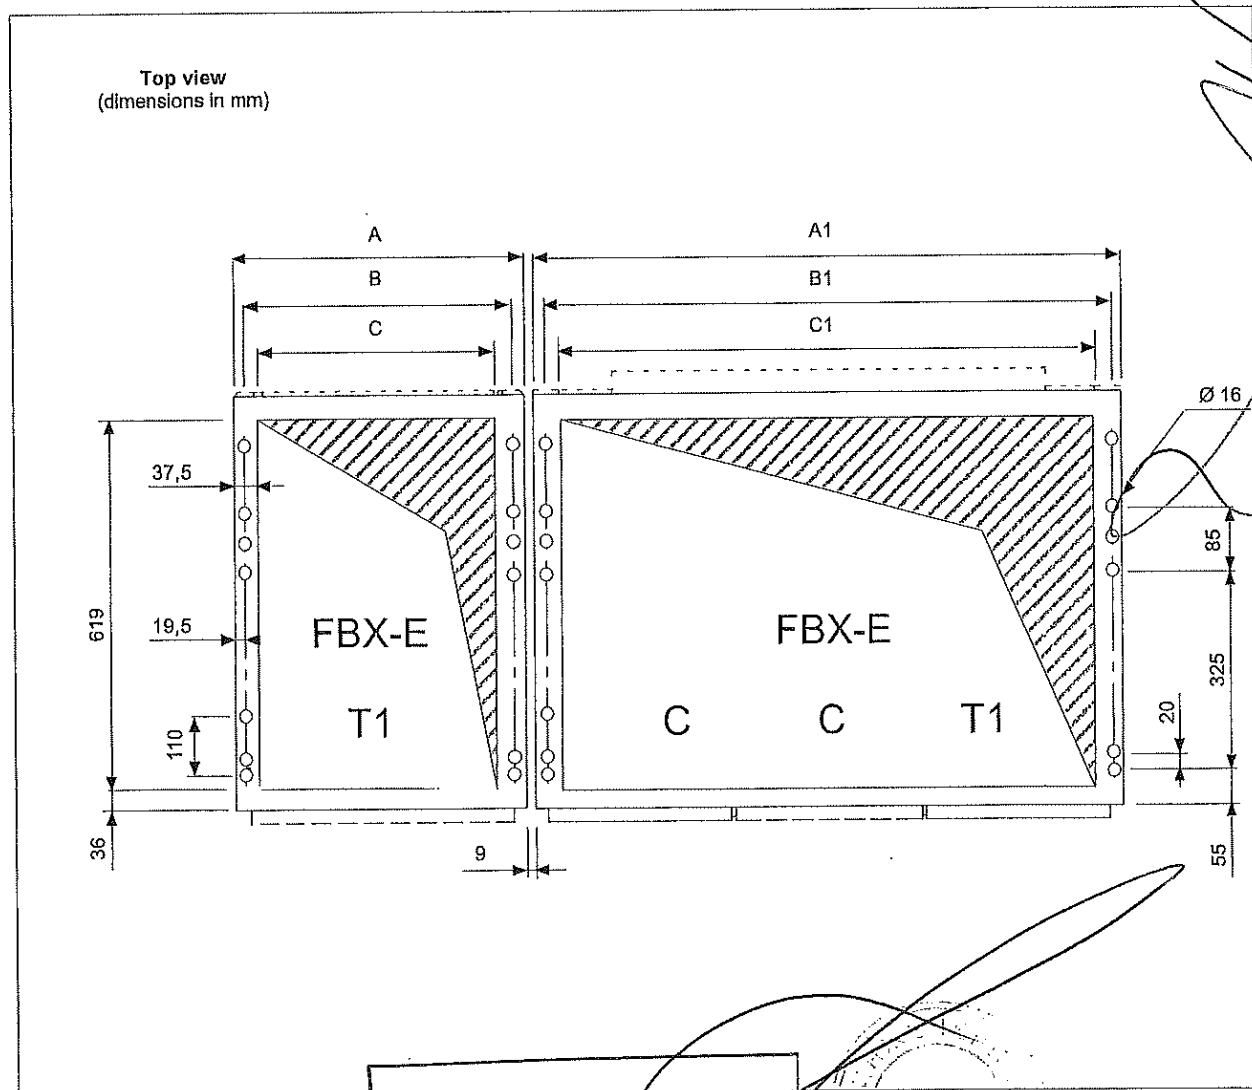 Top view
(dimensions in mm)
A
A1
B
B1
C
C1
Ø 16
37,5
85
619
19,5
FBX-E
FBX-E
325
T1
C
C
T1
110
20
36
9
55